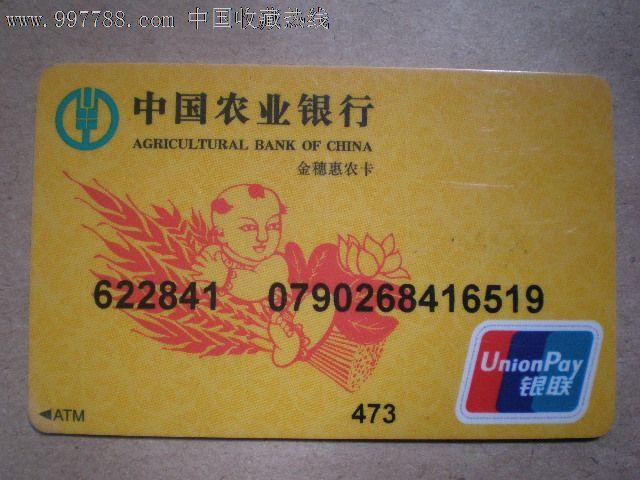 www.997788.com 中国收藏热线
中国农业银行
AGRICULTURAL BANK OF CHINA
金穗惠农卡
622841 0790268416519
UnionPay
银联
ATM
473